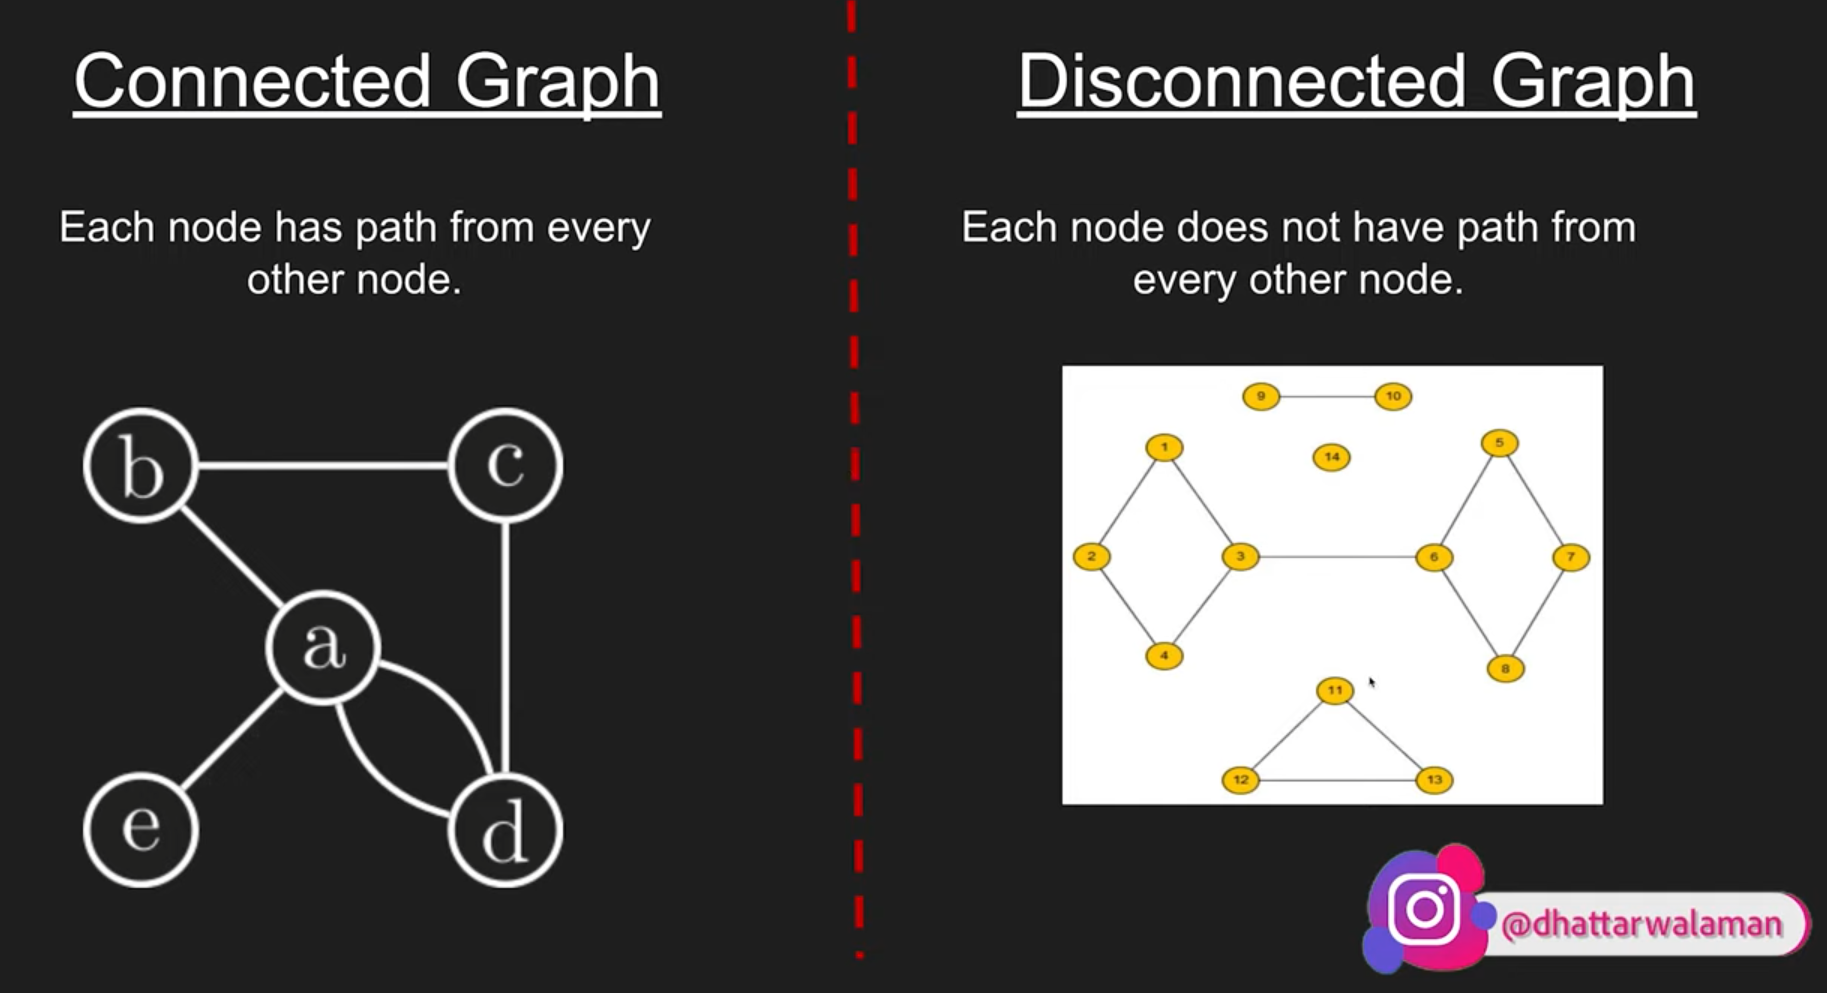 Connected Graph
Each node has path from every
other node.
b
c
a
e
d
Disconnected Graph
Each node does not have path from
every other node.
9
10
1
14
5
2
3
6
7
4
8
11
12
13
@dhattarwalaman